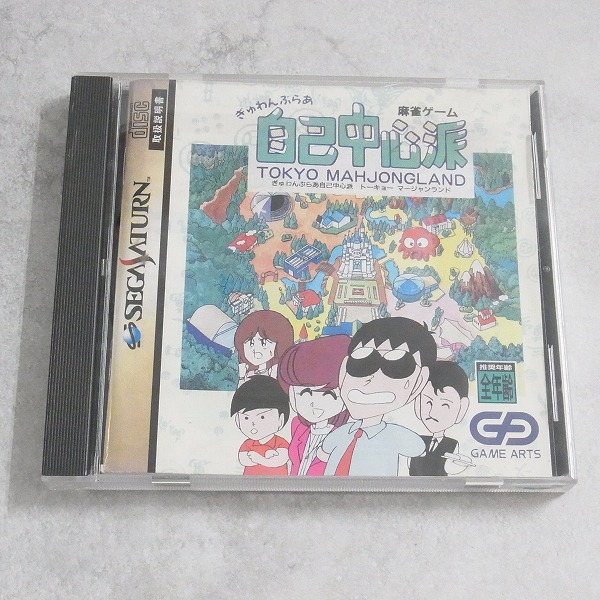 DISC
取扱説明書
SEGASATURN™
ぎゅわんぶらあ
麻雀ゲーム
自己中心派
TOKYO MAHJONGLAND
ぎゅわんぶらあ自己中心派 トーキョー マージャンランド
推奨年齢
全年齢
GAME ARTS